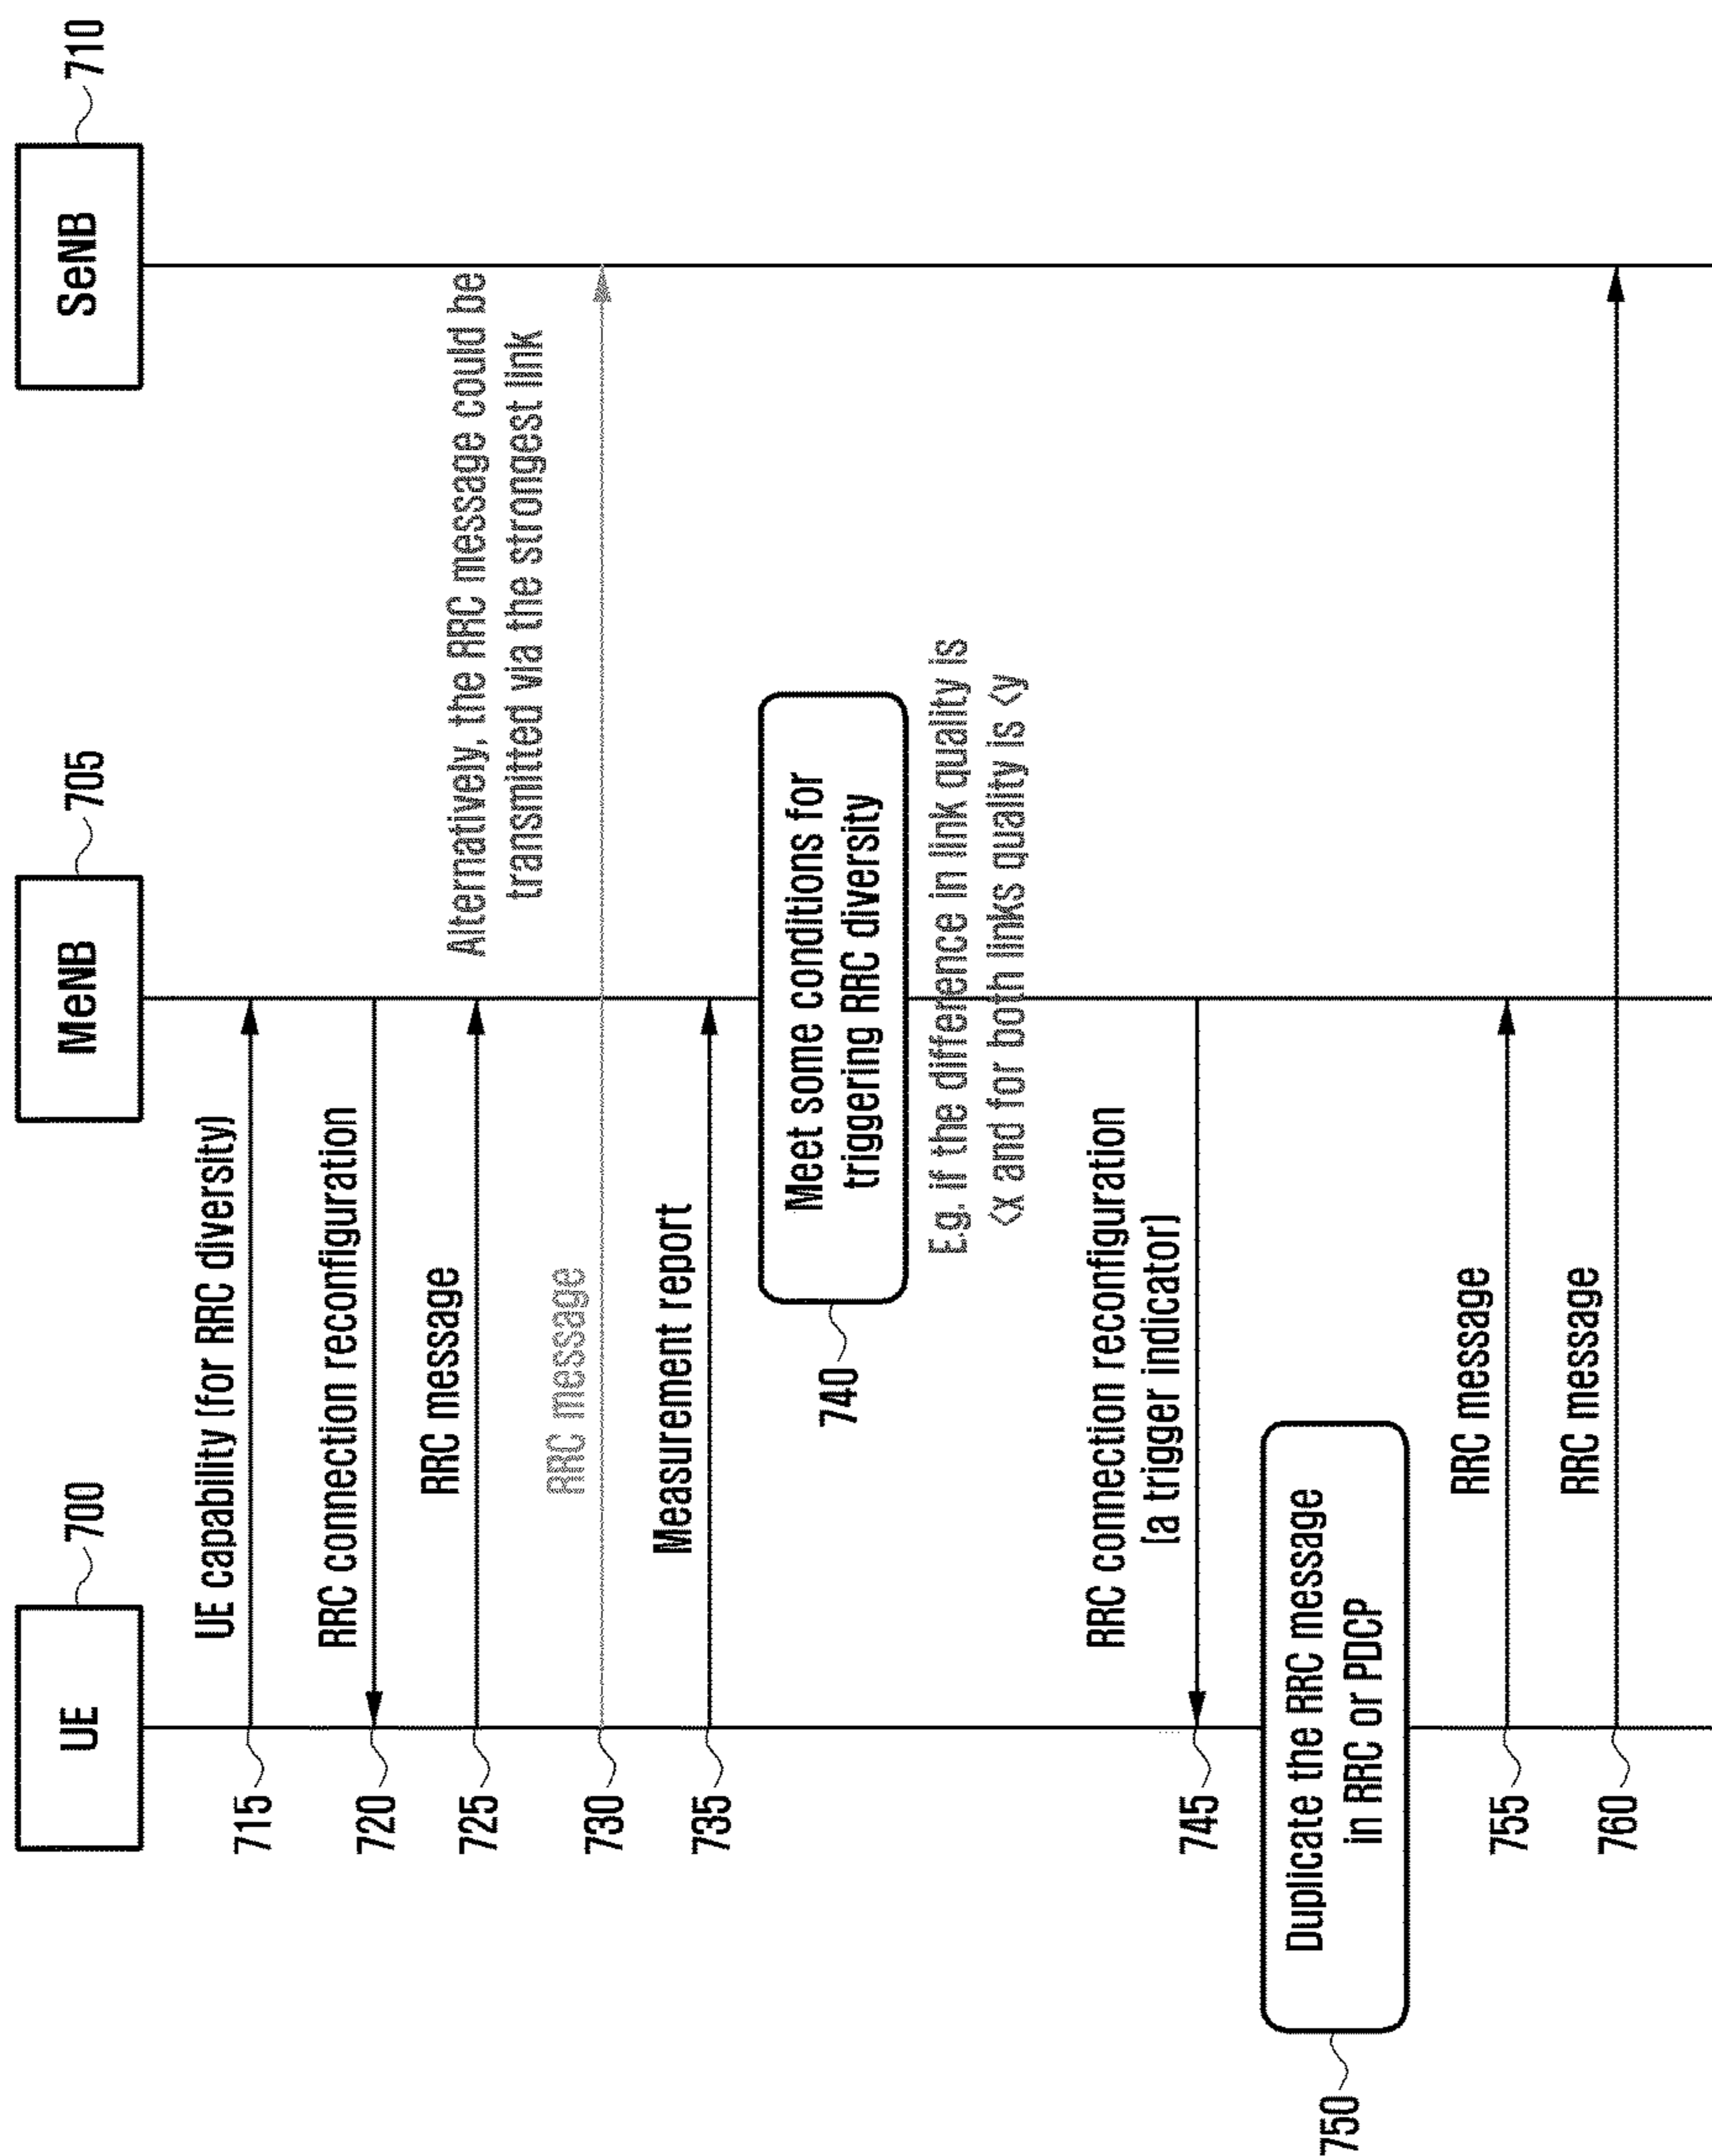 UE
700
MeNB
705
SeNB
710
UE capability (for RRC diversity)
715
RRC connection reconfiguration
720
RRC message
725
Alternatively, the RRC message could be
transmitted via the strongest link
RRC message
730
Measurement report
735
Meet some conditions for
triggering RRC diversity
740
E.g. if the difference in link quality is
<x and for both links quality is <y
RRC connection reconfiguration
(a trigger indicator)
745
Duplicate the RRC message
in RRC or PDCP
750
RRC message
755
RRC message
760